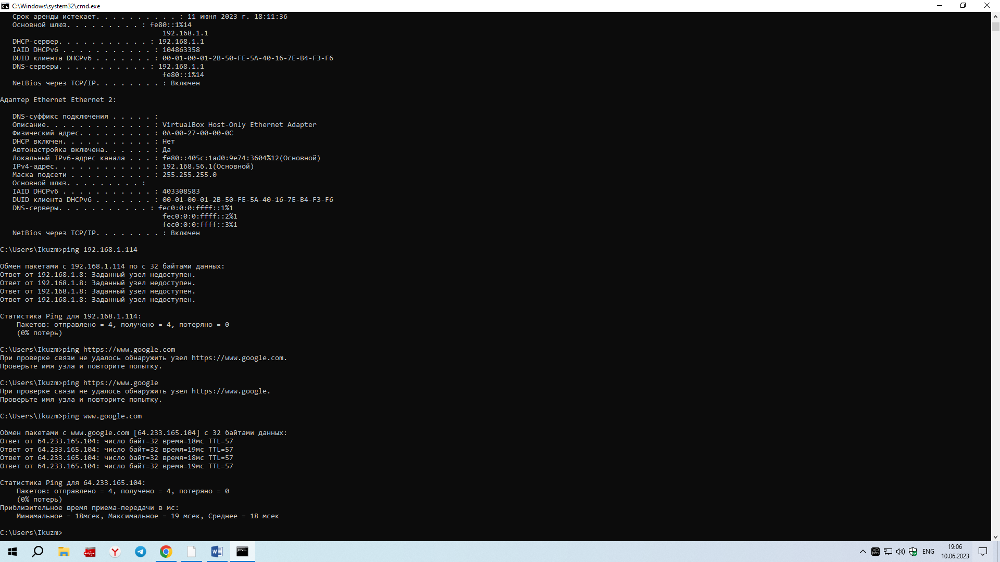 C:\Windows\system32\cmd.exe
Срок аренды истекает. . . . . . . . . . : 11 июня 2023 г. 18:11:36
Основной шлюз. . . . . . . . . : fe80::1%14
192.168.1.1
DHCP-сервер. . . . . . . . . . . : 192.168.1.1
IAID DHCPv6 . . . . . . . . . . . : 104863358
DUID клиента DHCPv6 . . . . . . . : 00-01-00-01-2B-50-FE-5A-40-16-7E-B4-F3-F6
DNS-серверы. . . . . . . . . . . : 192.168.1.1
fe80::1%14
NetBios через TCP/IP. . . . . . . . : Включен
Адаптер Ethernet Ethernet 2:
DNS-суффикс подключения . . . . . :
Описание. . . . . . . . . . . . . : VirtualBox Host-Only Ethernet Adapter
Физический адрес. . . . . . . . . : 0A-00-27-00-00-0C
DHCP включен. . . . . . . . . . . : Нет
Автонастройка включена. . . . . . : Да
Локальный IPv6-адрес канала . . . : fe80::405c:1ad0:9e74:3604%12(Основной)
IPv4-адрес. . . . . . . . . . . . : 192.168.56.1(Основной)
Маска подсети . . . . . . . . . . : 255.255.255.0
Основной шлюз. . . . . . . . . :
IAID DHCPv6 . . . . . . . . . . . : 403308583
DUID клиента DHCPv6 . . . . . . . : 00-01-00-01-2B-50-FE-5A-40-16-7E-B4-F3-F6
DNS-серверы. . . . . . . . . . . : fec0:0:0:ffff::1%1
fec0:0:0:ffff::2%1
fec0:0:0:ffff::3%1
NetBios через TCP/IP. . . . . . . . : Включен
C:\Users\Ikuzm>ping 192.168.1.114
Обмен пакетами с 192.168.1.114 по с 32 байтами данных:
Ответ от 192.168.1.8: Заданный узел недоступен.
Ответ от 192.168.1.8: Заданный узел недоступен.
Ответ от 192.168.1.8: Заданный узел недоступен.
Ответ от 192.168.1.8: Заданный узел недоступен.
Статистика Ping для 192.168.1.114:
Пакетов: отправлено = 4, получено = 4, потеряно = 0
(0% потерь)
C:\Users\Ikuzm>ping https://www.google.com
При проверке связи не удалось обнаружить узел https://www.google.com.
Проверьте имя узла и повторите попытку.
C:\Users\Ikuzm>ping https://www.google
При проверке связи не удалось обнаружить узел https://www.google.
Проверьте имя узла и повторите попытку.
C:\Users\Ikuzm>ping www.google.com
Обмен пакетами с www.google.com [64.233.165.104] с 32 байтами данных:
Ответ от 64.233.165.104: число байт=32 время=18мс TTL=57
Ответ от 64.233.165.104: число байт=32 время=19мс TTL=57
Ответ от 64.233.165.104: число байт=32 время=18мс TTL=57
Ответ от 64.233.165.104: число байт=32 время=19мс TTL=57
Статистика Ping для 64.233.165.104:
Пакетов: отправлено = 4, получено = 4, потеряно = 0
(0% потерь)
Приблизительное время приема-передачи в мс:
Минимальное = 18мсек, Максимальное = 19 мсек, Среднее = 18 мсек
C:\Users\Ikuzm>
ENG
19:06
10.06.2023